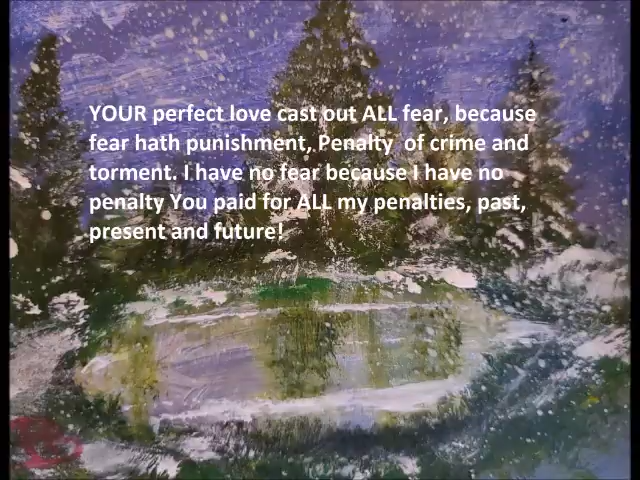 YOUR perfect love cast out ALL fear, because
fear hath punishment, Penalty  of crime and
torment. I have no fear because I have no
penalty You paid for ALL my penalties, past,
present and future!